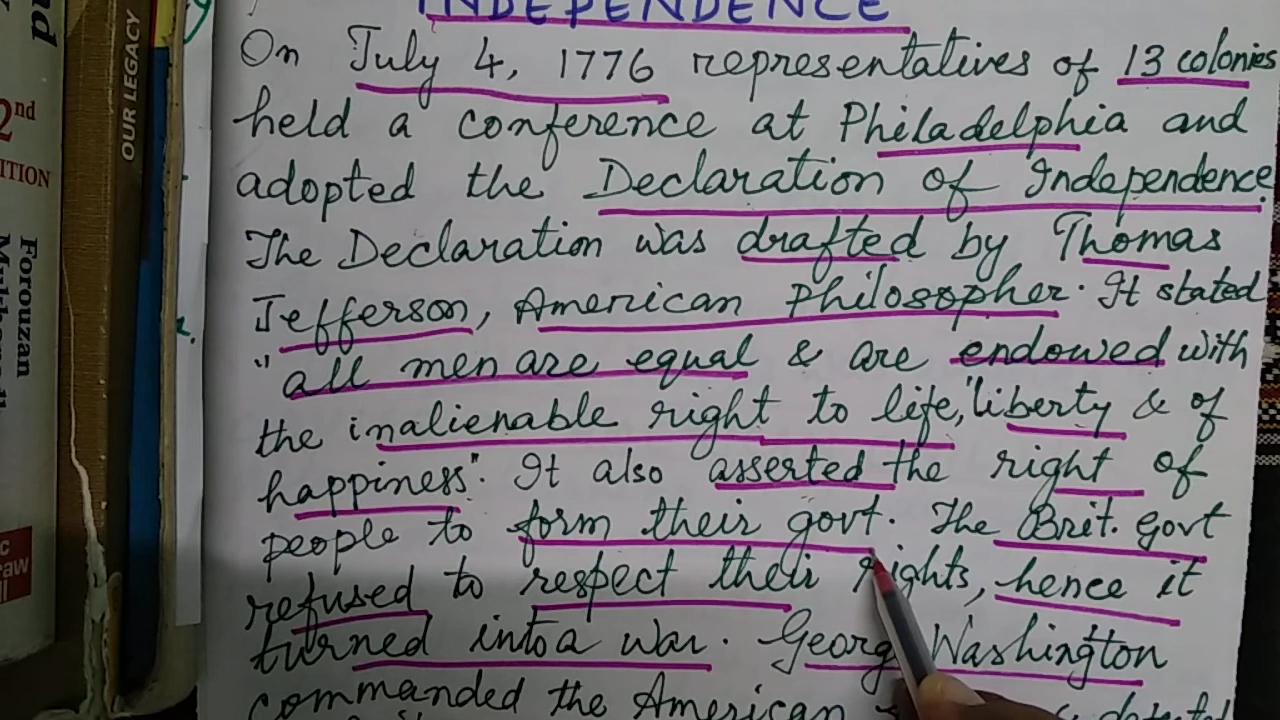 nd
2nd
ITION
Forouzan
OUR LEGACY
INDEPENDENCE
On July 4, 1776 representatives of 13 colonies
held a conference at Philadelphia and
adopted the Declaration of Independence.
The Declaration was drafted by Thomas
Jefferson, American Philosopher. It stated
"all men are equal & are endowed with
the inalienable right to life, "liberty & of
happiness". It also asserted the right of
people to form their govt. The Brit. Govt
refused to respect their rights, hence it
turned into a war. Georg Washington
commanded the American